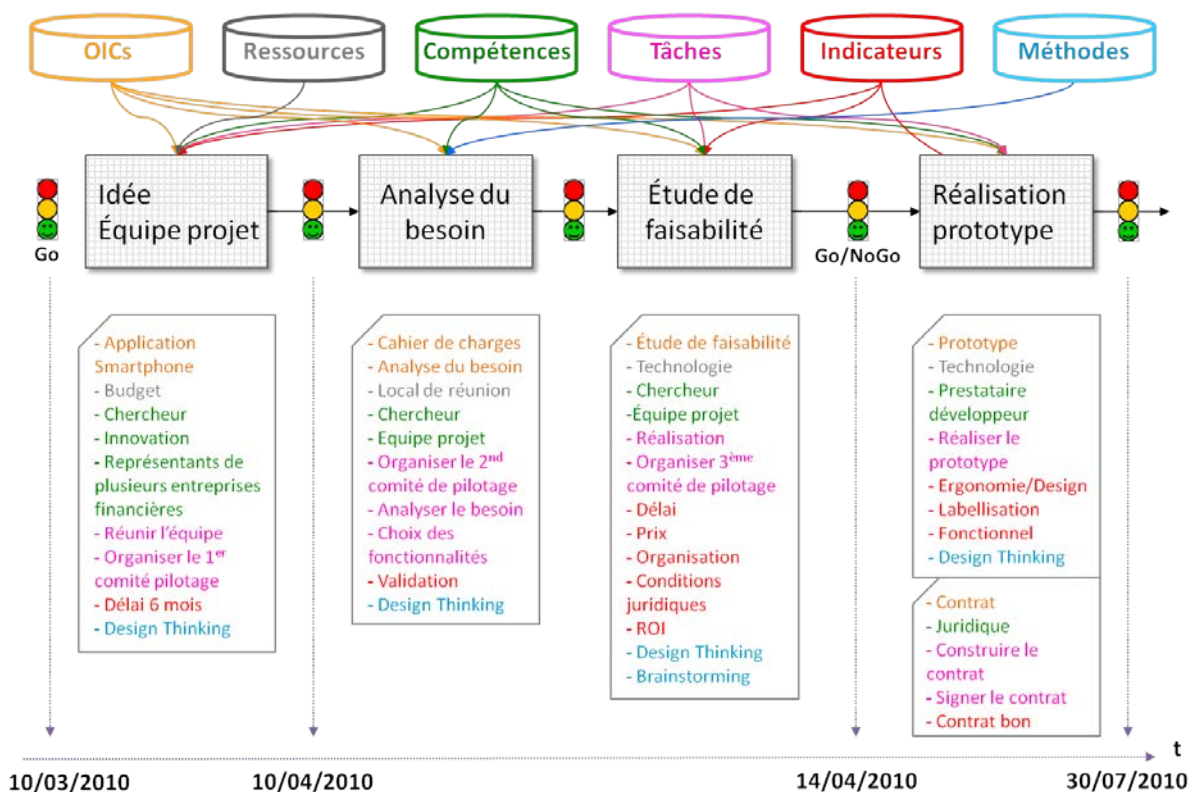 OICs
Ressources
Compétences
Tâches
Indicateurs
Méthodes
Idée
Équipe projet
Analyse du
besoin
Étude de
faisabilité
Réalisation
prototype
Go
Go/NoGo
- Application
Smartphone
- Budget
- Chercheur
- Innovation
- Représentants de
plusieurs entreprises
financières
- Réunir l'équipe
- Organiser le 1er
comité pilotage
- Délai 6 mois
- Design Thinking
- Cahier de charges
- Analyse du besoin
- Local de réunion
- Chercheur
- Equipe projet
- Organiser le 2nd
comité de pilotage
- Analyser le besoin
- Choix des
fonctionnalités
- Validation
- Design Thinking
- Étude de faisabilité
- Technologie
- Chercheur
-Équipe projet
- Réalisation
- Organiser 3ème
comité de pilotage
- Délai
- Prix
- Organisation
- Conditions
juridiques
- ROI
- Design Thinking
- Brainstorming
- Prototype
- Technologie
- Prestataire
développeur
- Réaliser le
prototype
- Ergonomie/Design
- Labellisation
- Fonctionnel
- Design Thinking
- Contrat
- Juridique
- Construire le
contrat
- Signer le contrat
- Contrat bon
t
10/03/2010
10/04/2010
14/04/2010
30/07/2010